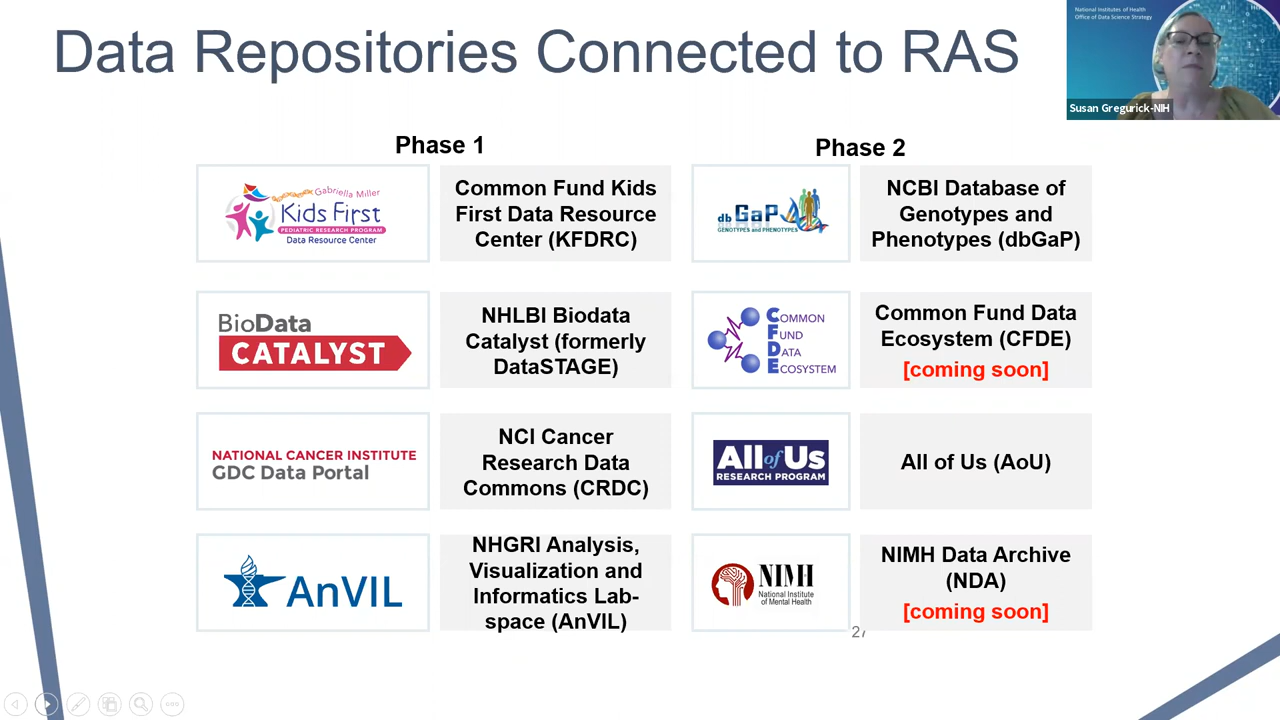 Data Repositories Connected to RAS
National Institutes of Health
Office of Data Science Strategy
Susan Gregurick-NIH
Phase 1
Gabriella Miller
Kids First
PEDIATRIC RESEARCH PROGRAM
Data Resource Center
Common Fund Kids
First Data Resource
Center (KFDRC)
BioData
CATALYST
NHLBI Biodata
Catalyst (formerly
DataSTAGE)
NATIONAL CANCER INSTITUTE
GDC Data Portal
NCI Cancer
Research Data
Commons (CRDC)
AnVIL
NHGRI Analysis,
Visualization and
Informatics Lab-
space (AnVIL)
Phase 2
db GaP
GENOTYPES and PHENOTYPES
NCBI Database of
Genotypes and
Phenotypes (dbGaP)
COMMON
FUND
DATA
ECOSYSTEM
Common Fund Data
Ecosystem (CFDE)
[coming soon]
All of Us
RESEARCH PROGRAM
All of Us (AoU)
NIMH
National Institute
of Mental Health
NIMH Data Archive
(NDA)
[coming soon]